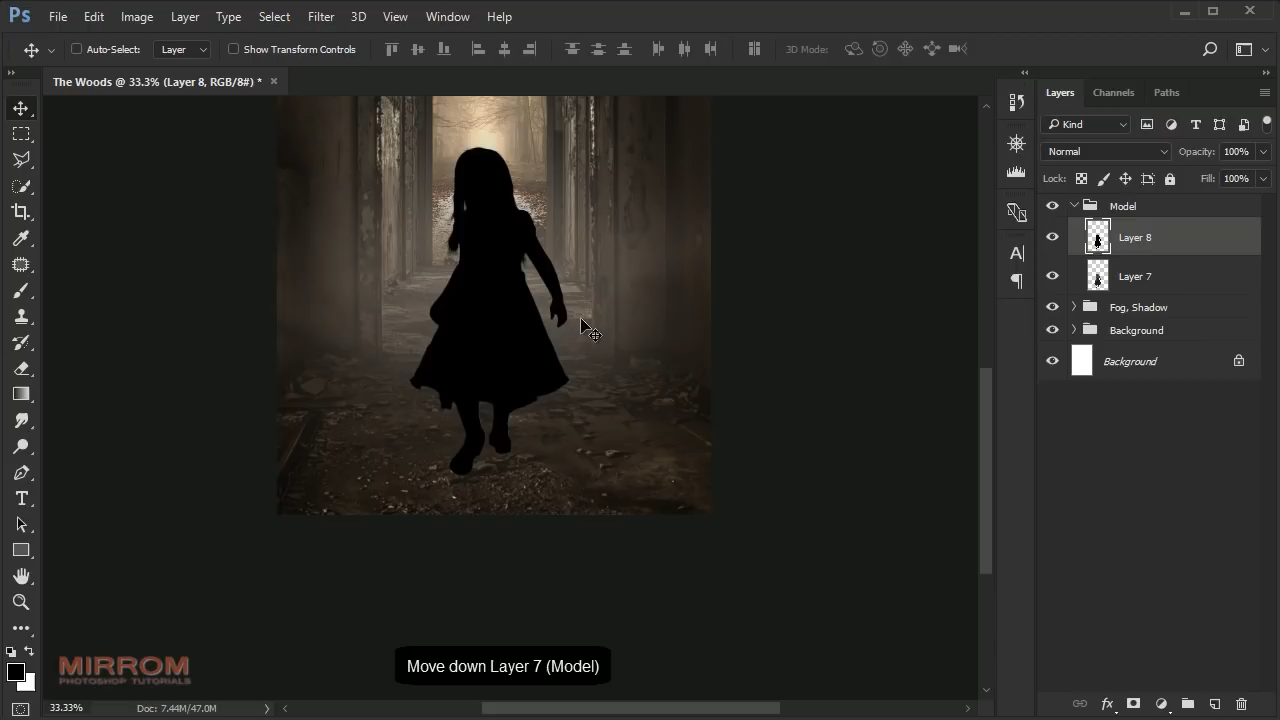 Ps File Edit Image Layer Type Select Filter 3D View Window Help
Auto-Select: Layer Show Transform Controls 3D Mode:
The Woods @ 33.3% (Layer 8, RGB/8#) * ×
Layers Channels Paths
Kind
Normal Opacity: 100%
Lock: Fill: 100%
Model
Layer 8
Layer 7
Fog, Shadow
Background
Background
Move down Layer 7 (Model)
MIRROM
PHOTOSHOP TUTORIALS
33.33% Doc: 7.44M/47.0M